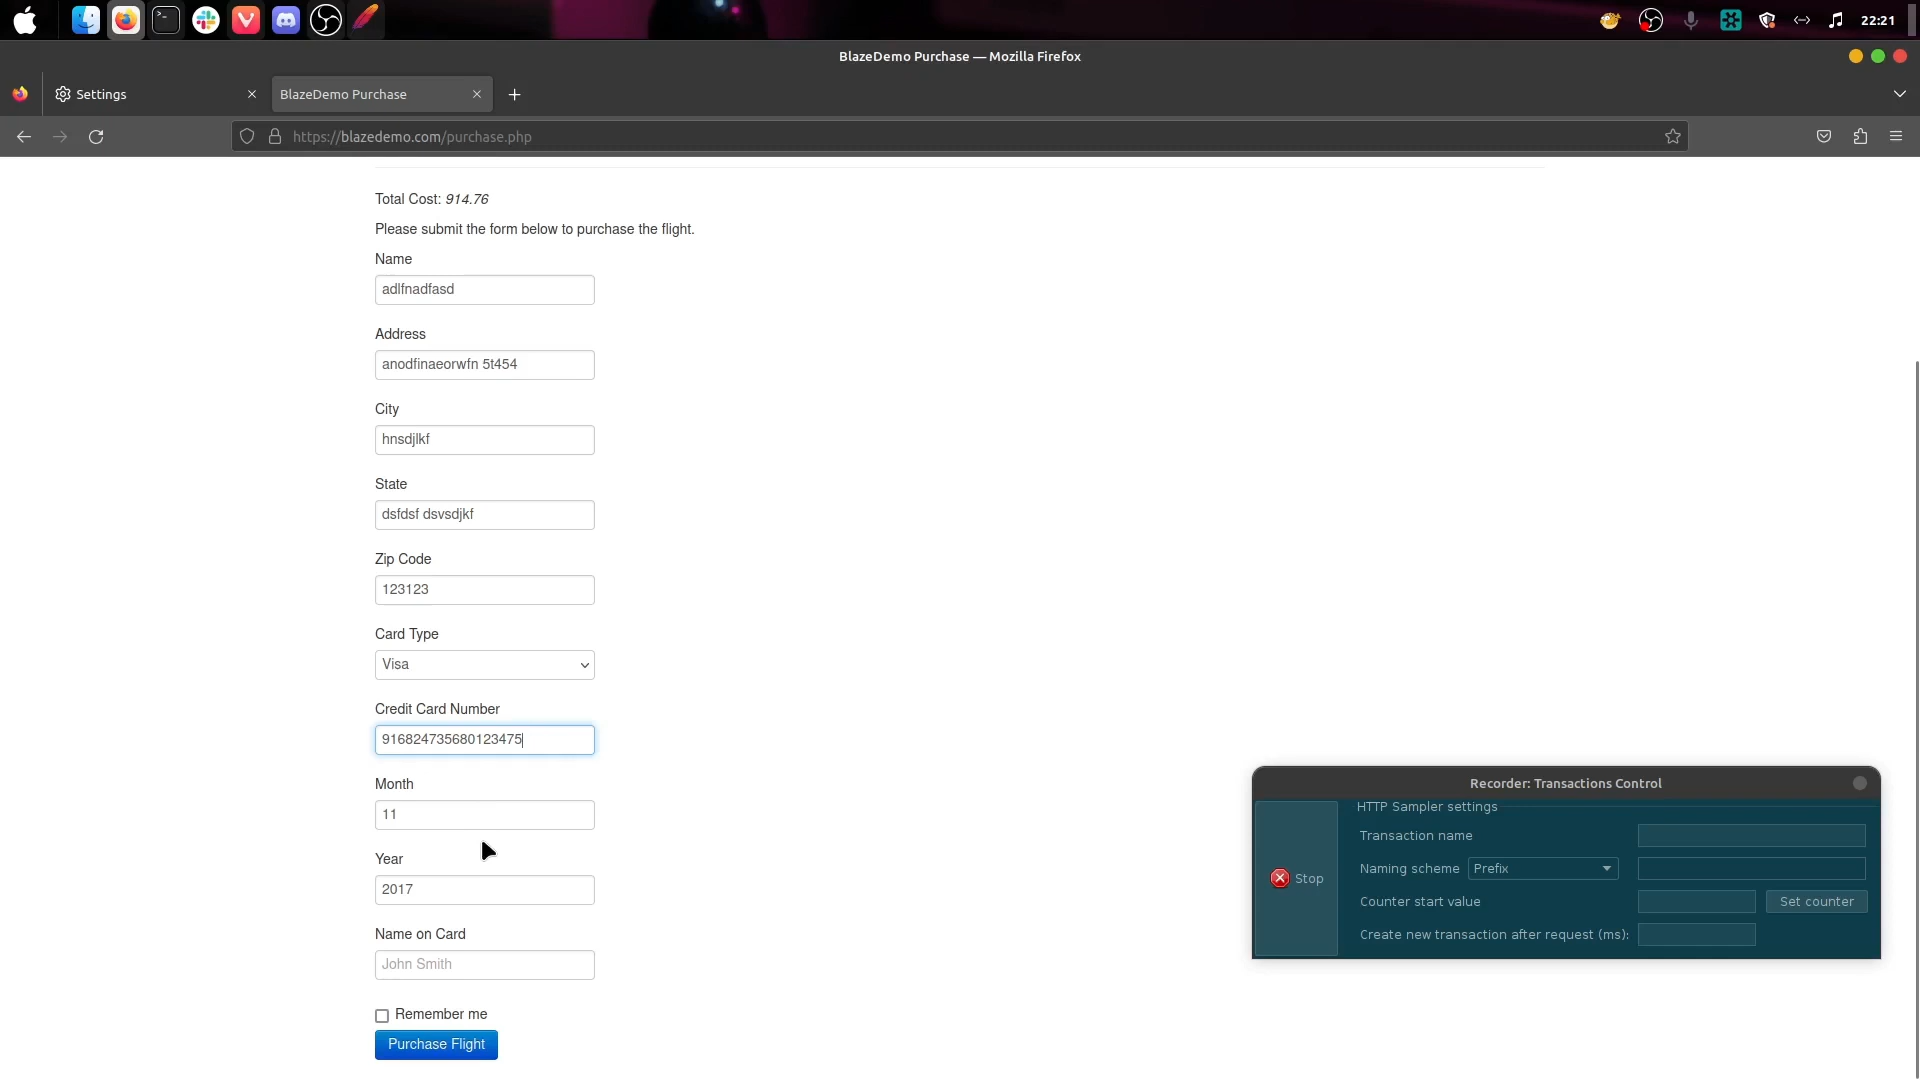 22:21
BlazeDemo Purchase — Mozilla Firefox
Settings
BlazeDemo Purchase
https://blazedemo.com/purchase.php
Total Cost: 914.76
Please submit the form below to purchase the flight.
Name
adlfnadfasd
Address
anodfinaeorwfn 5t454
City
hnsdjlkf
State
dsfdsf dsvsdjkf
Zip Code
123123
Card Type
Visa
Credit Card Number
916824735680123475
Month
11
Year
2017
Name on Card
John Smith
Remember me
Purchase Flight
Recorder: Transactions Control
HTTP Sampler settings
Transaction name
Naming scheme Prefix
Counter start value Set counter
Create new transaction after request (ms):
Stop